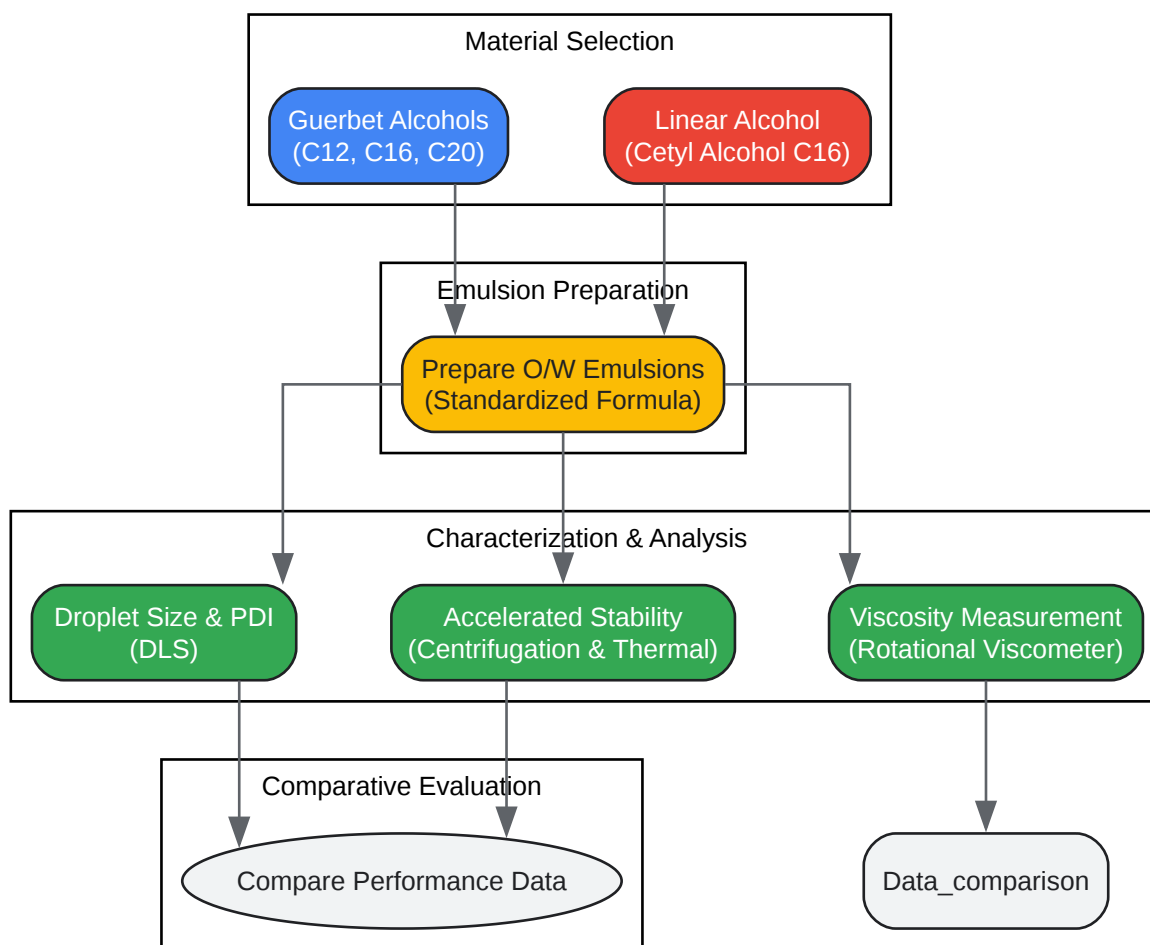 Material Selection
Guerbet Alcohols
(C12, C16, C20)
Linear Alcohol
(Cetyl Alcohol C16)
Emulsion Preparation
Prepare O/W Emulsions
(Standardized Formula)
Characterization & Analysis
Droplet Size & PDI
(DLS)
Accelerated Stability
(Centrifugation & Thermal)
Viscosity Measurement
(Rotational Viscometer)
Comparative Evaluation
Compare Performance Data
Data_comparison